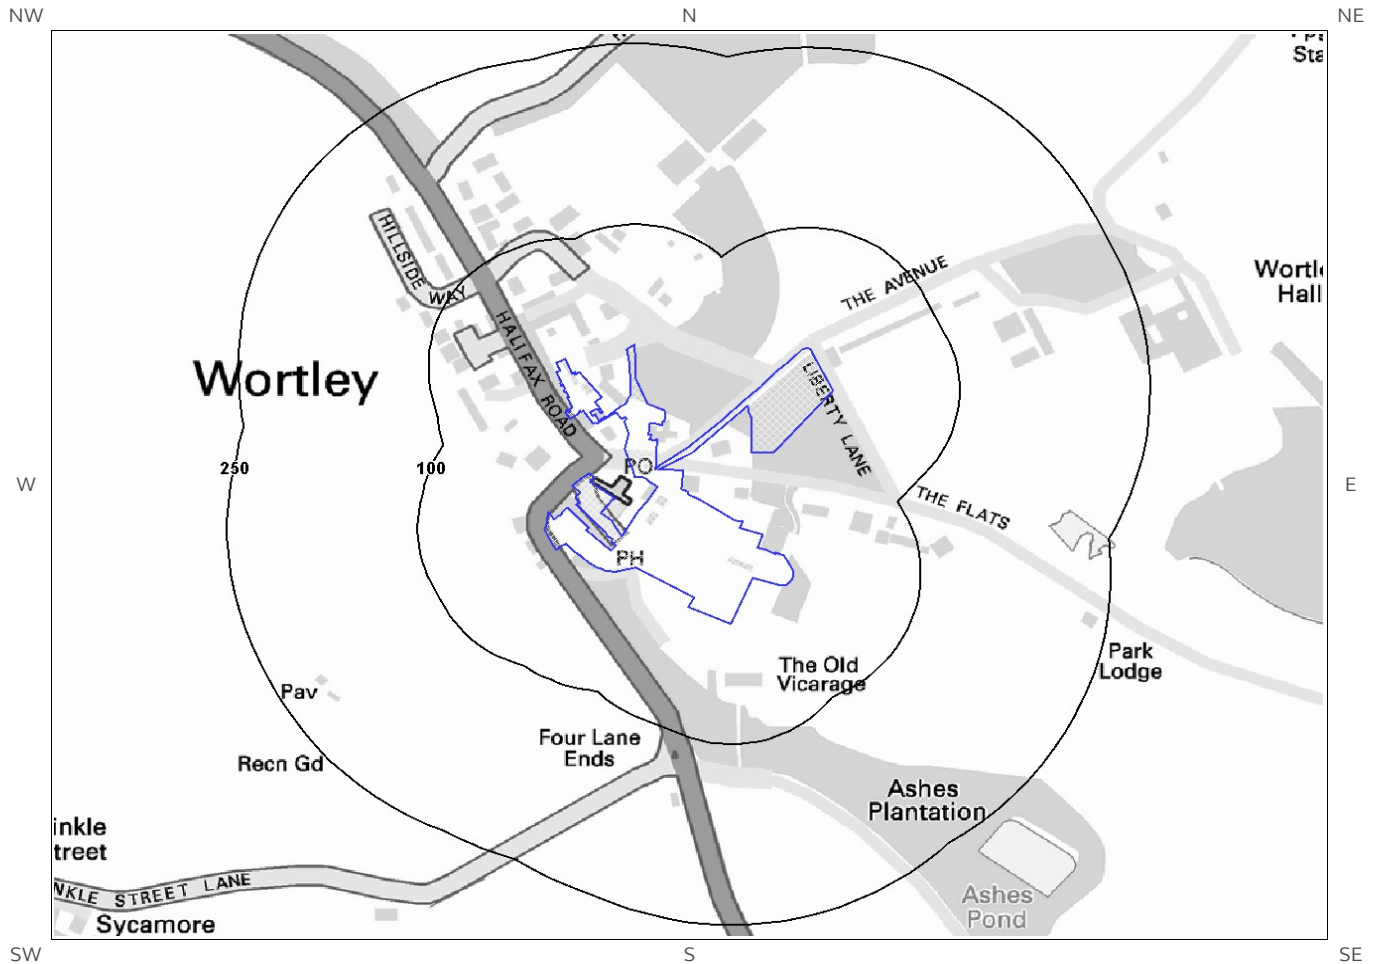 NW
N
NE
Sta
THE AVENUE
Wortle
Hall
HILLSIDE
WAY
HALIFAX ROAD
Wortley
LIBERTY LANE
250
100
PO
W
E
THE FLATS
PH
The Old
Vicarage
Park
Lodge
Pav
Four Lane
Ends
Recn Gd
Ashes
Plantation
inkle
treet
NKLE STREET LANE
Ashes
Pond
Sycamore
SW
S
SE